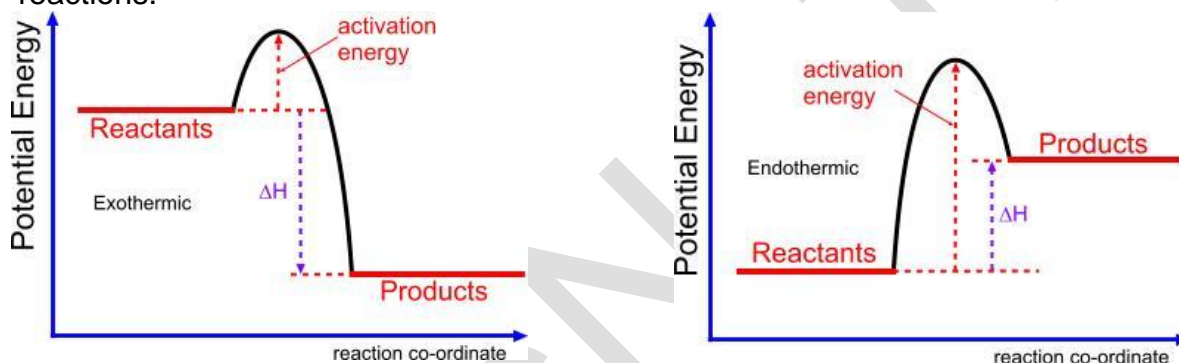 reactions.
Potential Energy
activation
energy
Reactants
ΔH
Exothermic
Products
reaction co-ordinate
Potential Energy
activation
energy
Products
Endothermic
ΔH
Reactants
reaction co-ordinate